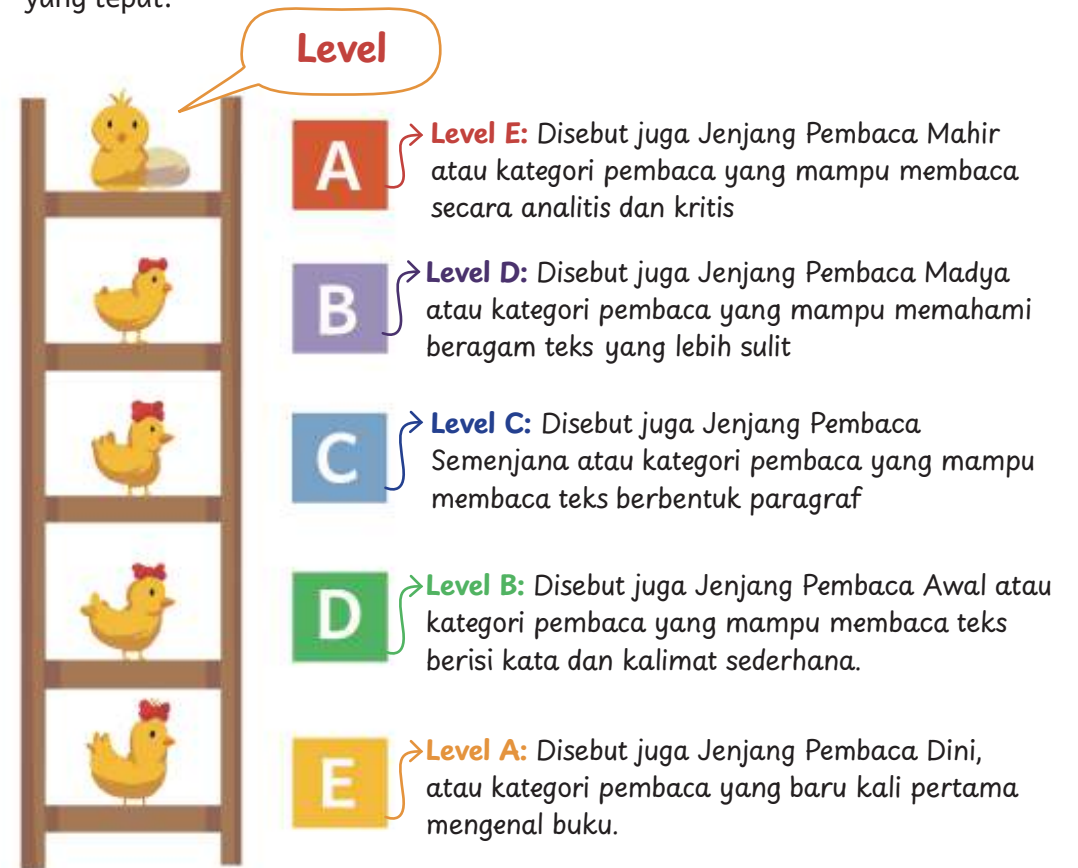 yang tepat.
Level
A
Level E: Disebut juga Jenjang Pembaca Mahir
atau kategori pembaca yang mampu membaca
secara analitis dan kritis
B
Level D: Disebut juga Jenjang Pembaca Madya
atau kategori pembaca yang mampu memahami
beragam teks yang lebih sulit
C
Level C: Disebut juga Jenjang Pembaca
Semenjana atau kategori pembaca yang mampu
membaca teks berbentuk paragraf
D
Level B: Disebut juga Jenjang Pembaca Awal atau
kategori pembaca yang mampu membaca teks
berisi kata dan kalimat sederhana.
E
Level A: Disebut juga Jenjang Pembaca Dini,
atau kategori pembaca yang baru kali pertama
mengenal buku.